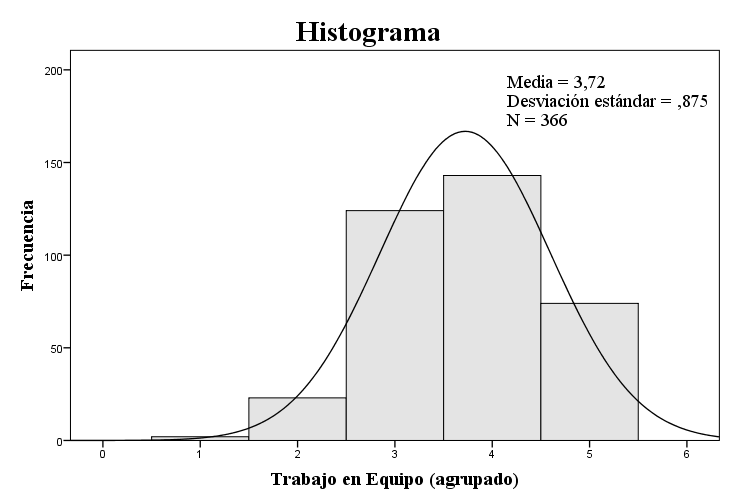 Histograma
Media = 3,72
Desviación estándar = ,875
N = 366
Frecuencia
200
150
100
50
0
0 1 2 3 4 5 6
Trabajo en Equipo (agrupado)